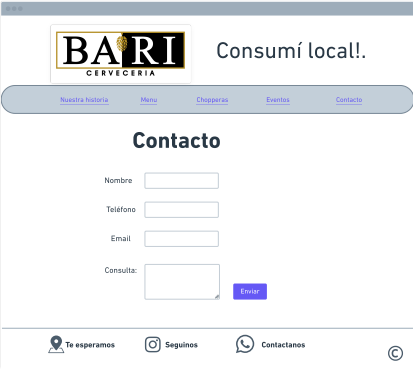 BARI
CERVECERIA
Consumí local!.
Nuestra historia Menu Chopperas Eventos Contacto
Contacto
Nombre
Teléfono
Email
Consulta:
Enviar
Te esperamos Seguinos Contactanos
©